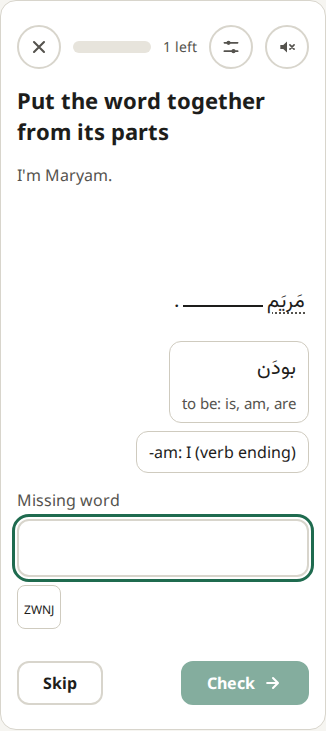 1 left
Put the word together
from its parts
I'm Maryam.
مَریَم ________ .
بودَن
to be: is, am, are
-am: I (verb ending)
Missing word
ZWNJ
Skip
Check →